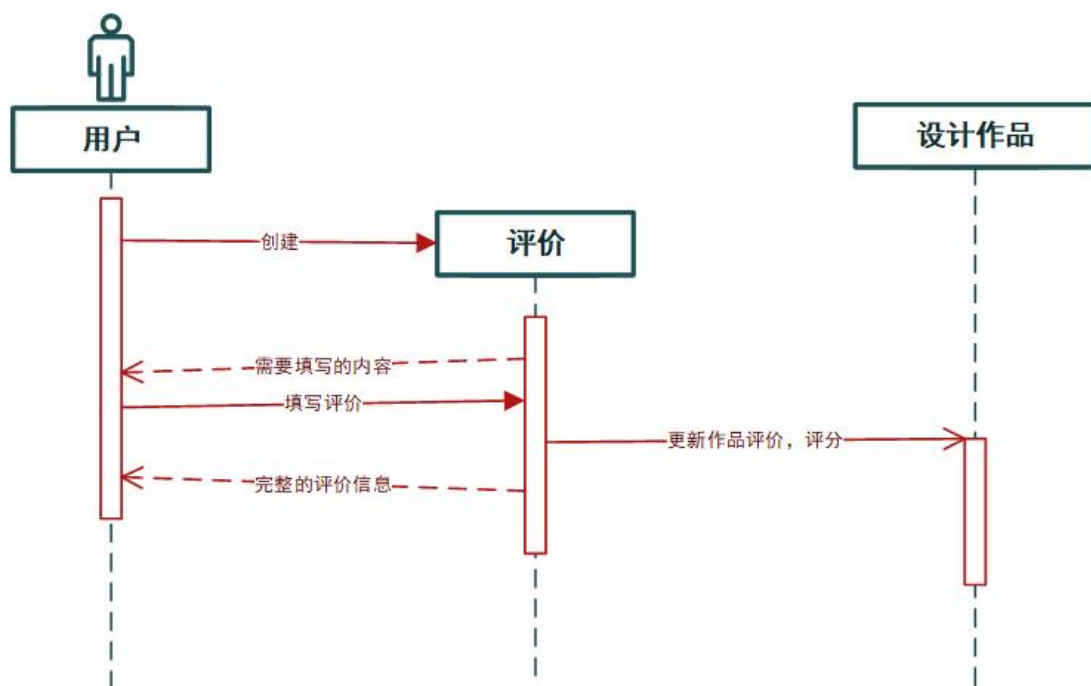 用户
设计作品
创建
评价
需要填写的内容
填写评价
更新作品评价，评分
完整的评价信息